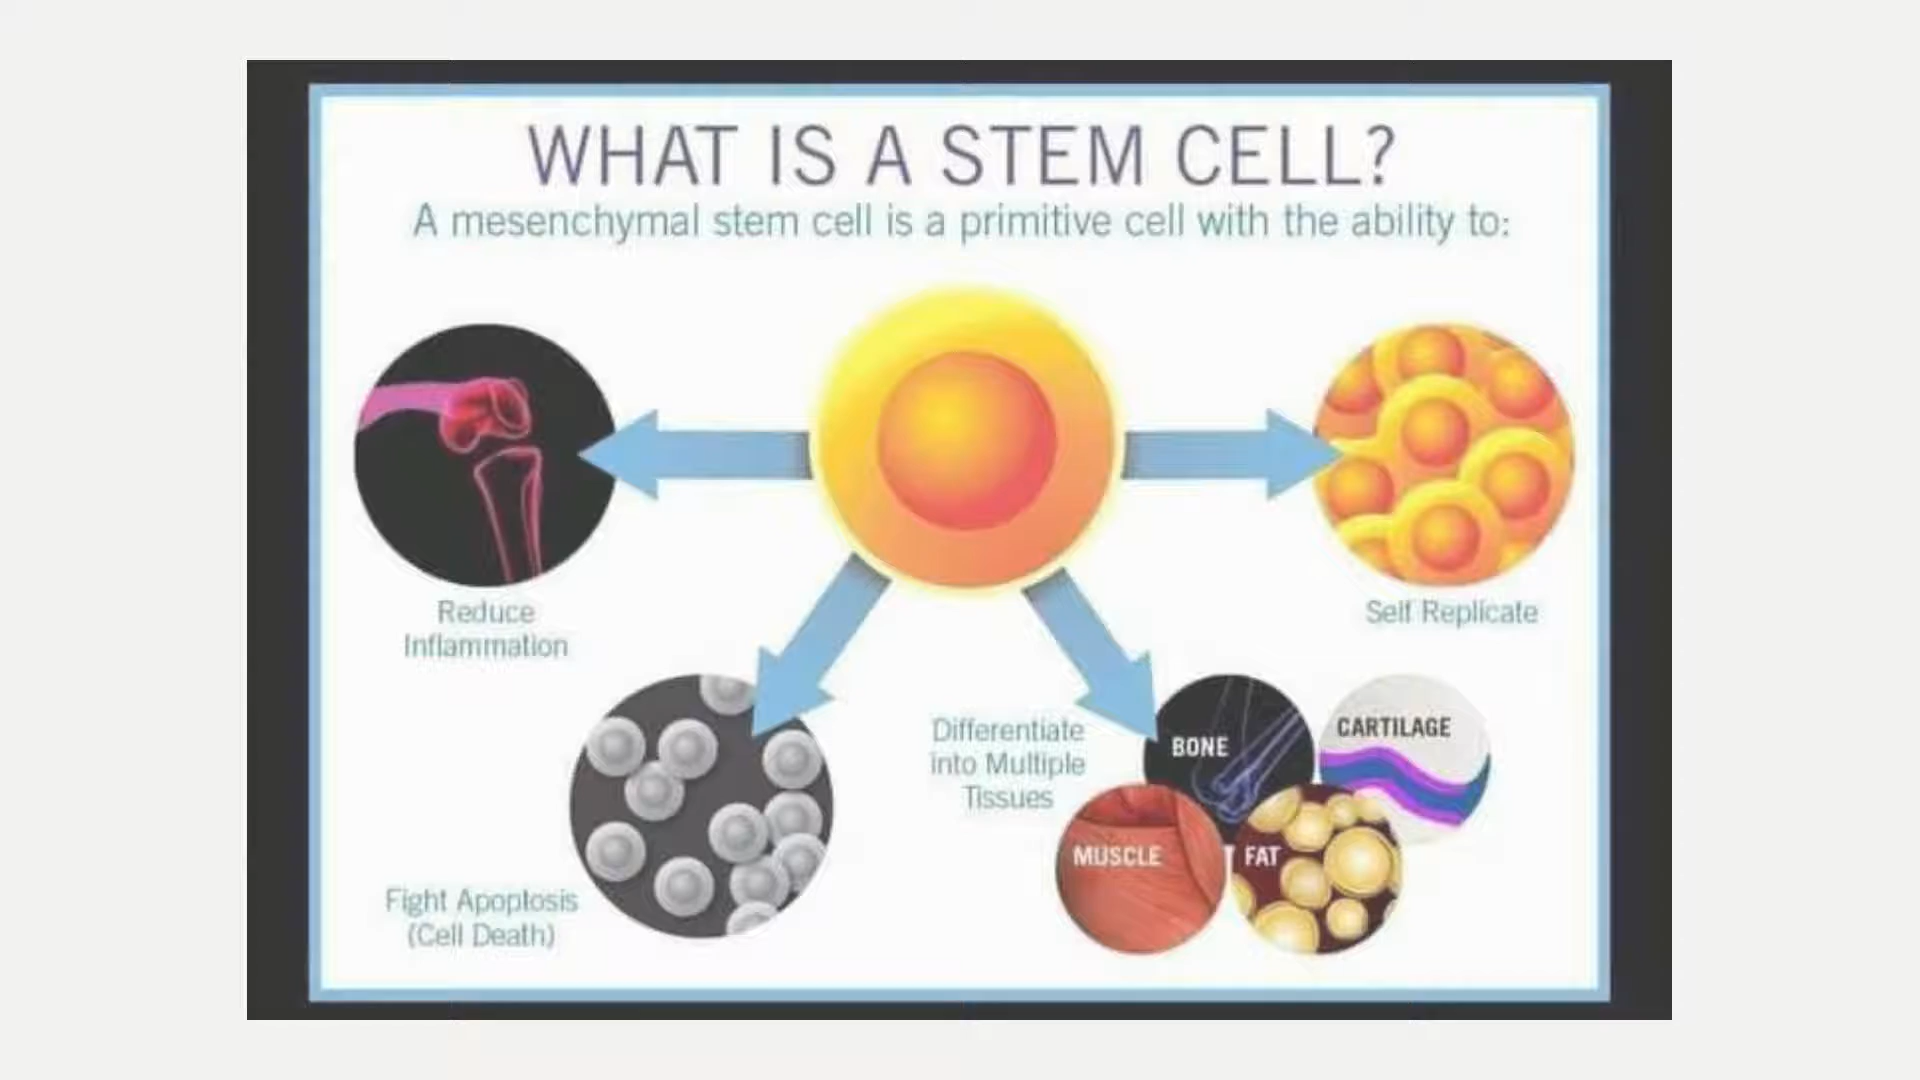 WHAT IS A STEM CELL?
A mesenchymal stem cell is a primitive cell with the ability to:
Reduce
Inflammation
Self Replicate
Fight Apoptosis
(Cell Death)
Differentiate
into Multiple
Tissues
BONE
CARTILAGE
MUSCLE
FAT